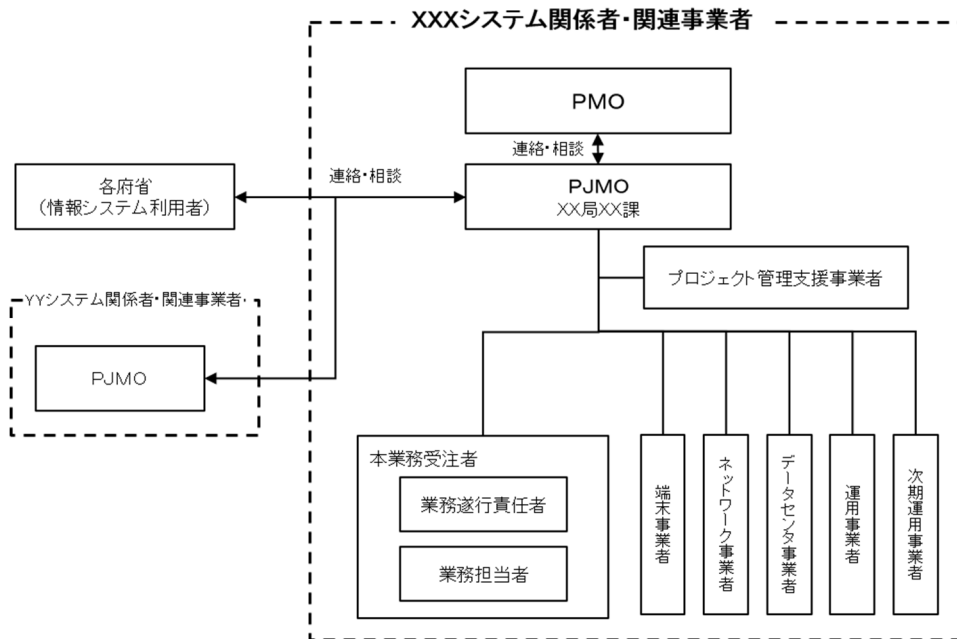 XXXシステム関係者・関連事業者
PMO
連絡・相談
各府省
（情報システム利用者）
連絡・相談
PJMO
XX局XX課
プロジェクト管理支援事業者
YYシステム関係者・関連事業者
PJMO
本業務受注者
業務遂行責任者
業務担当者
端末事業者
ネットワーク事業者
データセンタ事業者
運用事業者
次期運用事業者